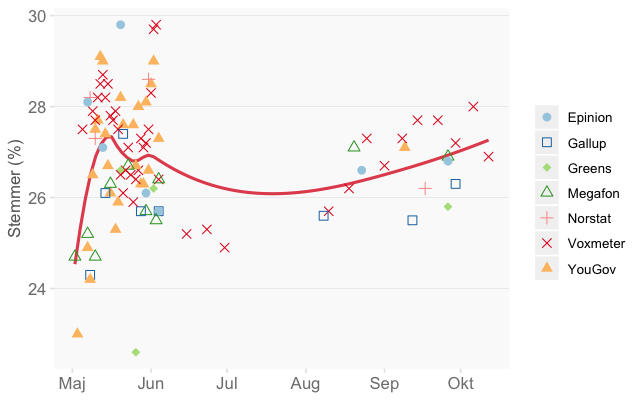 Stemmer (%)
30
28
26
24
Maj Jun Jul Aug Sep Okt
Epinion
Gallup
Greens
Megafon
Norstat
Voxmeter
YouGov